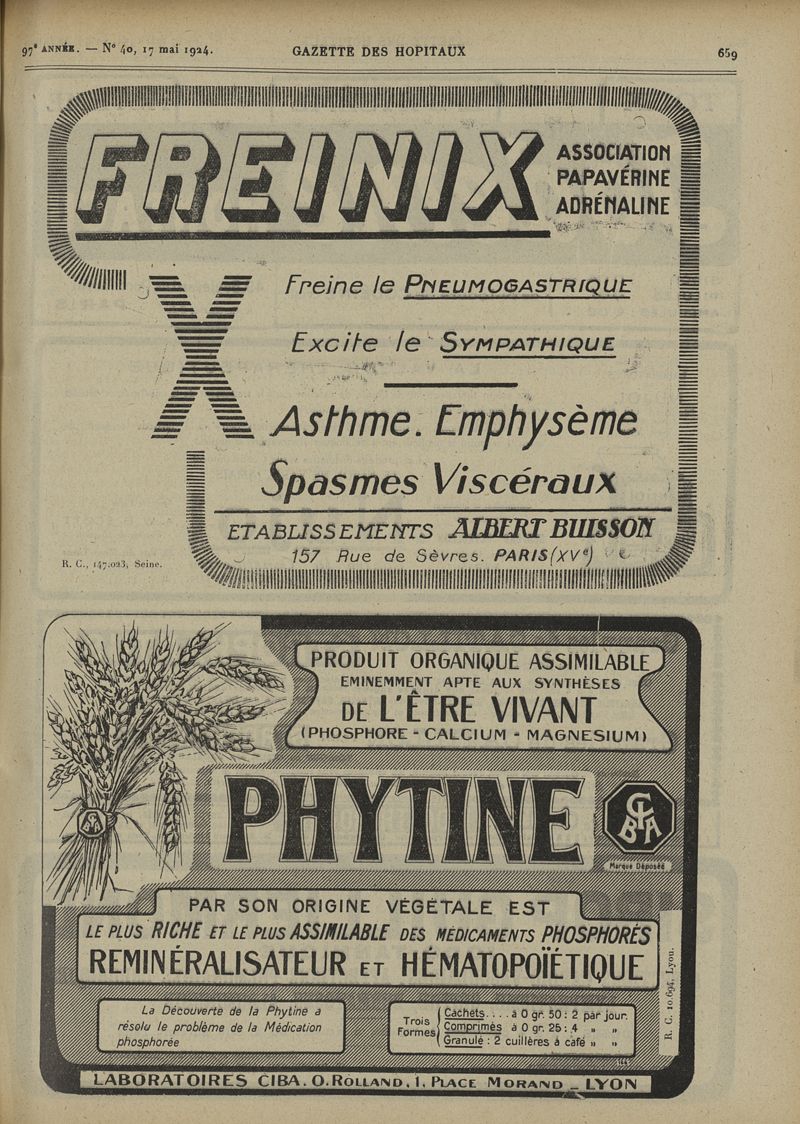 97e ANNÉE. — N° 40, 17 mai 1924.
GAZETTE DES HOPITAUX
659
FREINIX
ASSOCIATION
PAPAVÉRINE
ADRÉNALINE
X
Freine le PNEUMOGASTRIQUE
Excite le SYMPATHIQUE
Asthme. Emphysème
Spasmes Viscéraux
ETABLISSEMENTS ALBERT BUISSON
157 Rue de Sèvres. PARIS (XVe)
R. C., 147.023, Seine.
PRODUIT ORGANIQUE ASSIMILABLE
EMINEMMENT APTE AUX SYNTHÈSES
DE L'ÊTRE VIVANT
(PHOSPHORE - CALCIUM - MAGNESIUM)
PHYTINE
CIBA
Marque Déposée
PAR SON ORIGINE VÉGÉTALE EST
LE PLUS RICHE ET LE PLUS ASSIMILABLE DES MÉDICAMENTS PHOSPHORÉS
REMINÉRALISATEUR ET HÉMATOPOÏÉTIQUE
La Découverte de la Phytine a
résolu le problème de la Médication
phosphorée
Trois
Formes
Cachets.... à 0 gr. 50 : 2 par jour.
Comprimés à 0 gr. 25 : 4 " "
Granulé : 2 cuillères à café " "
R. C. 10.694, Lyon.
LABORATOIRES CIBA. O. ROLLAND, 1, PLACE MORAND _ LYON